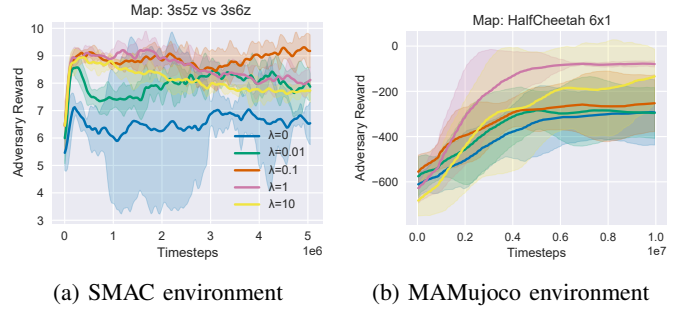 Map: 3s5z vs 3s6z
Adversary Reward
10
9
8
7
6
5
4
3
λ=0
λ=0.01
λ=0.1
λ=1
λ=10
0 1 2 3 4 5
1e6
Timesteps
(a) SMAC environment
Map: HalfCheetah 6x1
Adversary Reward
0
−200
−400
−600
0.0 0.2 0.4 0.6 0.8 1.0
1e7
Timesteps
(b) MAMujoco environment